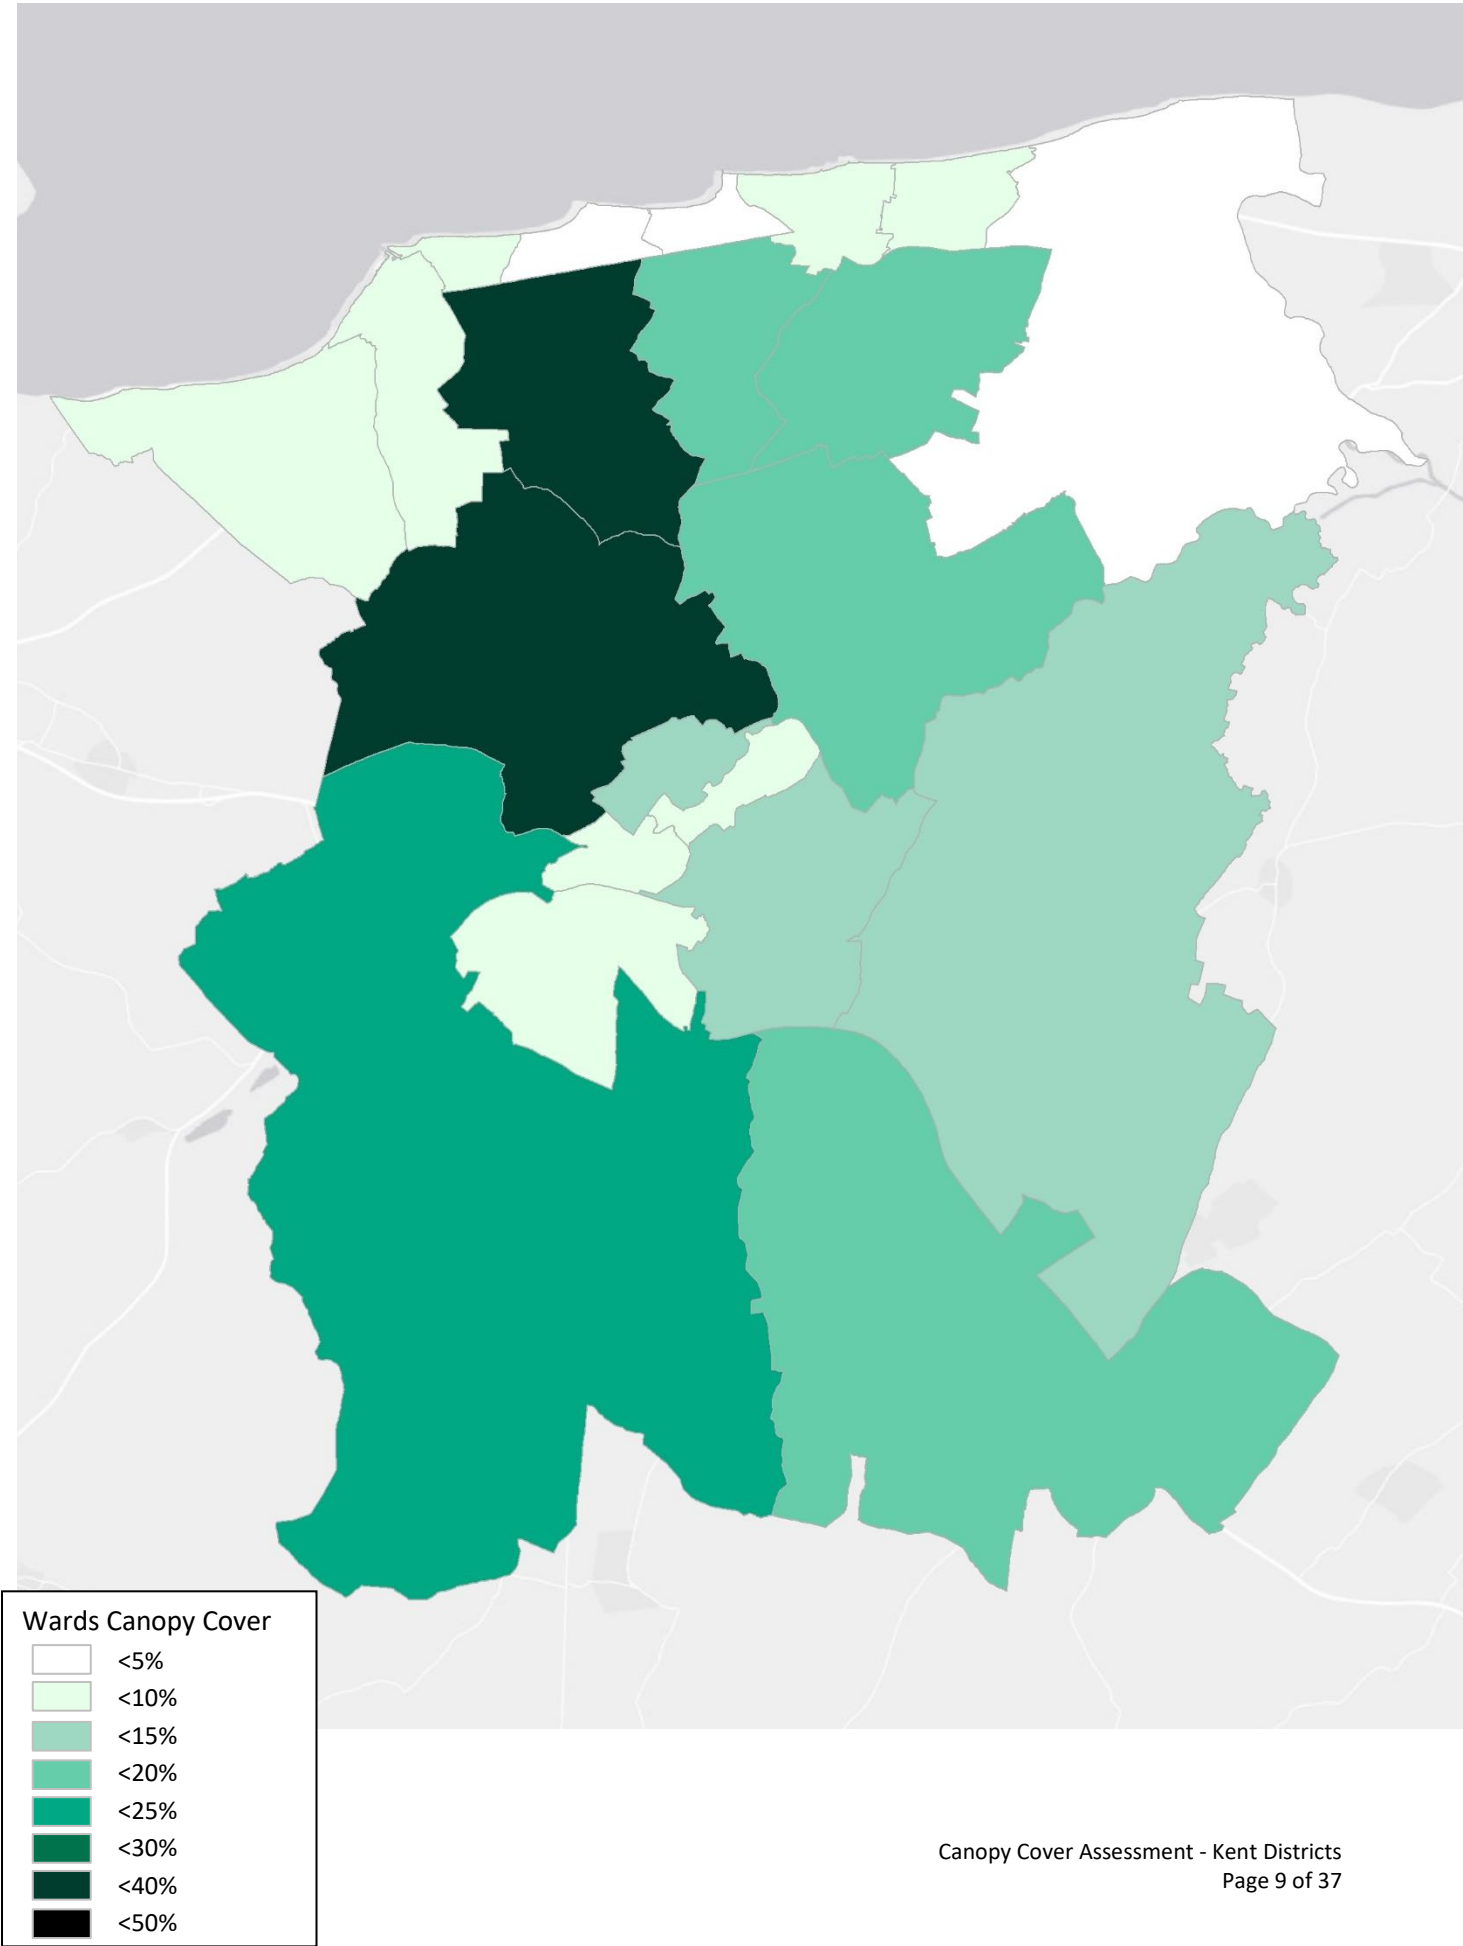 Wards Canopy Cover
<5%
<10%
<15%
<20%
<25%
<30%
<40%
<50%
Canopy Cover Assessment - Kent Districts
Page 9 of 37